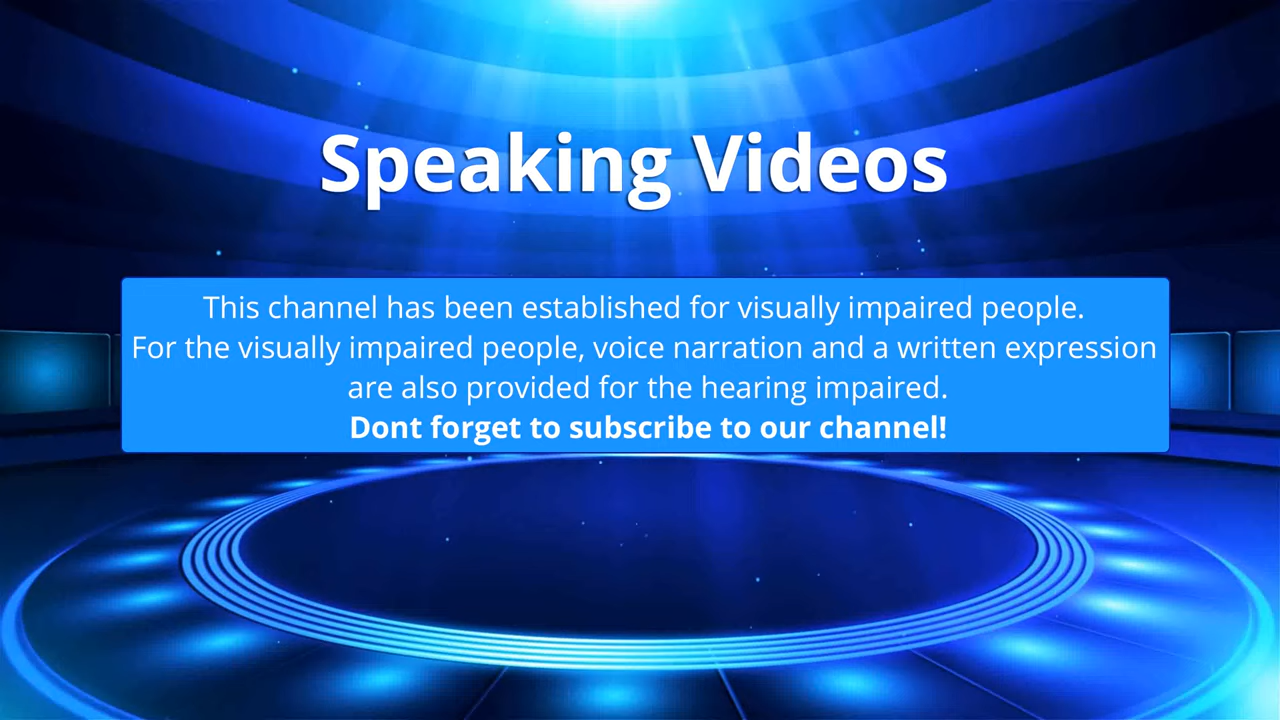 Speaking Videos
This channel has been established for visually impaired people.
For the visually impaired people, voice narration and a written expression
are also provided for the hearing impaired.
Dont forget to subscribe to our channel!